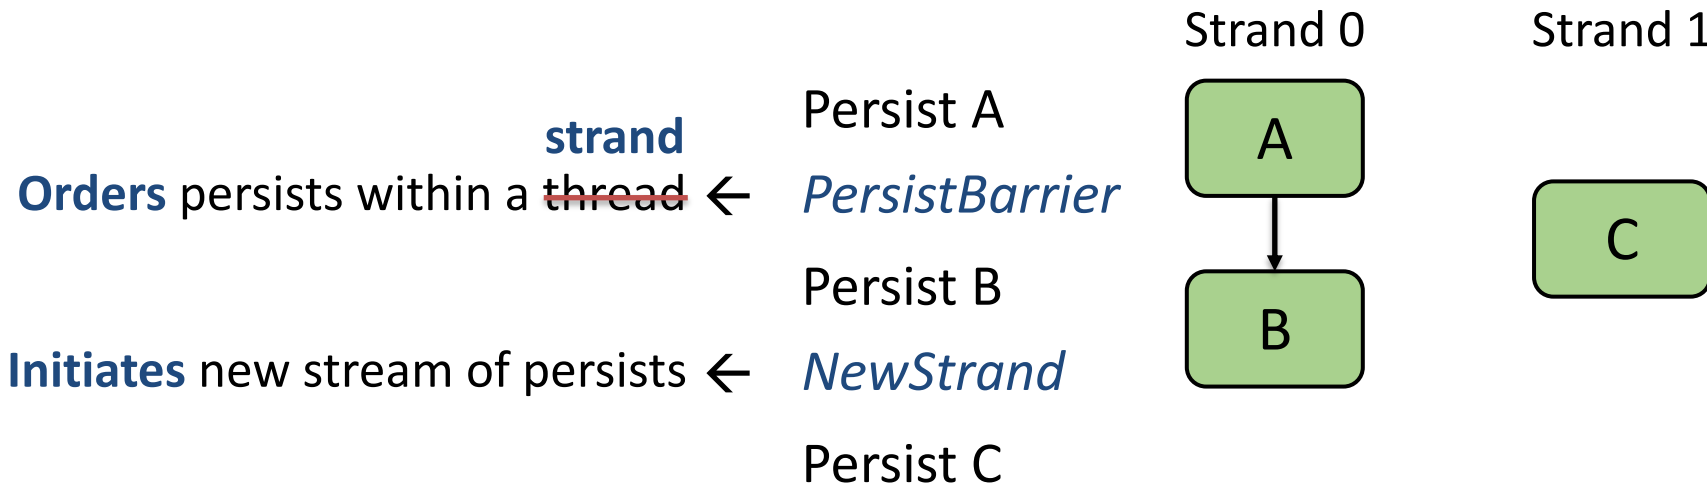 Strand 0
Strand 1
Persist A
A
strand
Orders persists within a thread ← PersistBarrier
C
Persist B
B
Initiates new stream of persists ← NewStrand
Persist C